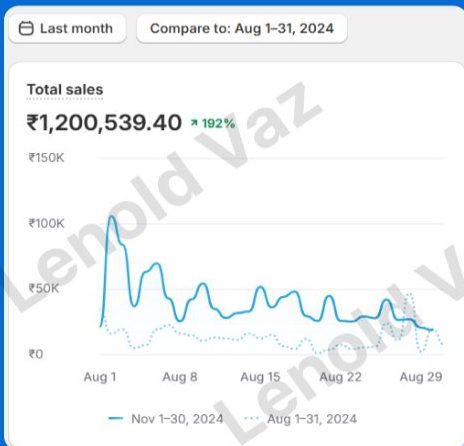 Last month Compare to: Aug 1–31, 2024
Total sales
₹1,200,539.40 ↗ 192%
₹150K
₹100K
₹50K
₹0
Aug 1 Aug 8 Aug 15 Aug 22 Aug 29
Nov 1–30, 2024 Aug 1–31, 2024
Lenold Vaz
Lenold V